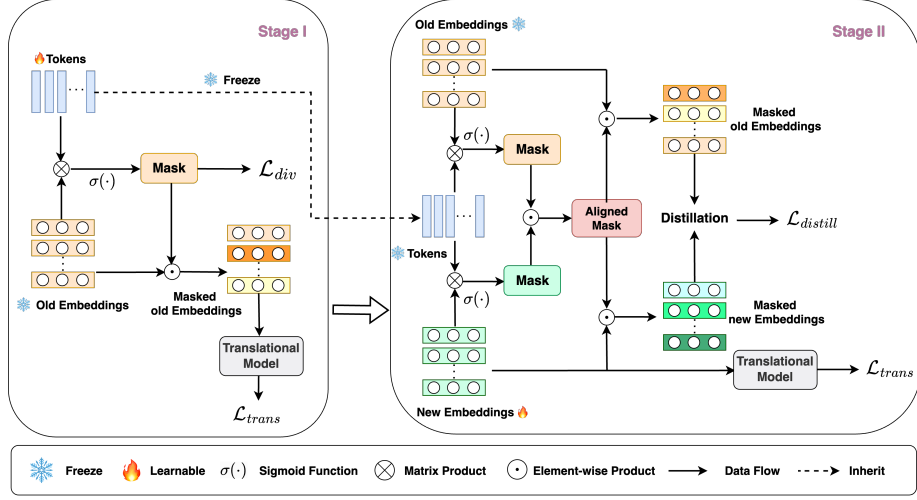 Stage I
Tokens
Freeze
σ(·)
Mask
ℒ_div
Old Embeddings
Masked
old Embeddings
Translational
Model
ℒ_trans
Stage II
Old Embeddings
σ(·)
Mask
Aligned
Mask
Tokens
σ(·)
Mask
New Embeddings
Masked
old Embeddings
Distillation
ℒ_distill
Masked
new Embeddings
Translational
Model
ℒ_trans
Freeze
Learnable
σ(·)
Sigmoid Function
Matrix Product
Element-wise Product
Data Flow
Inherit